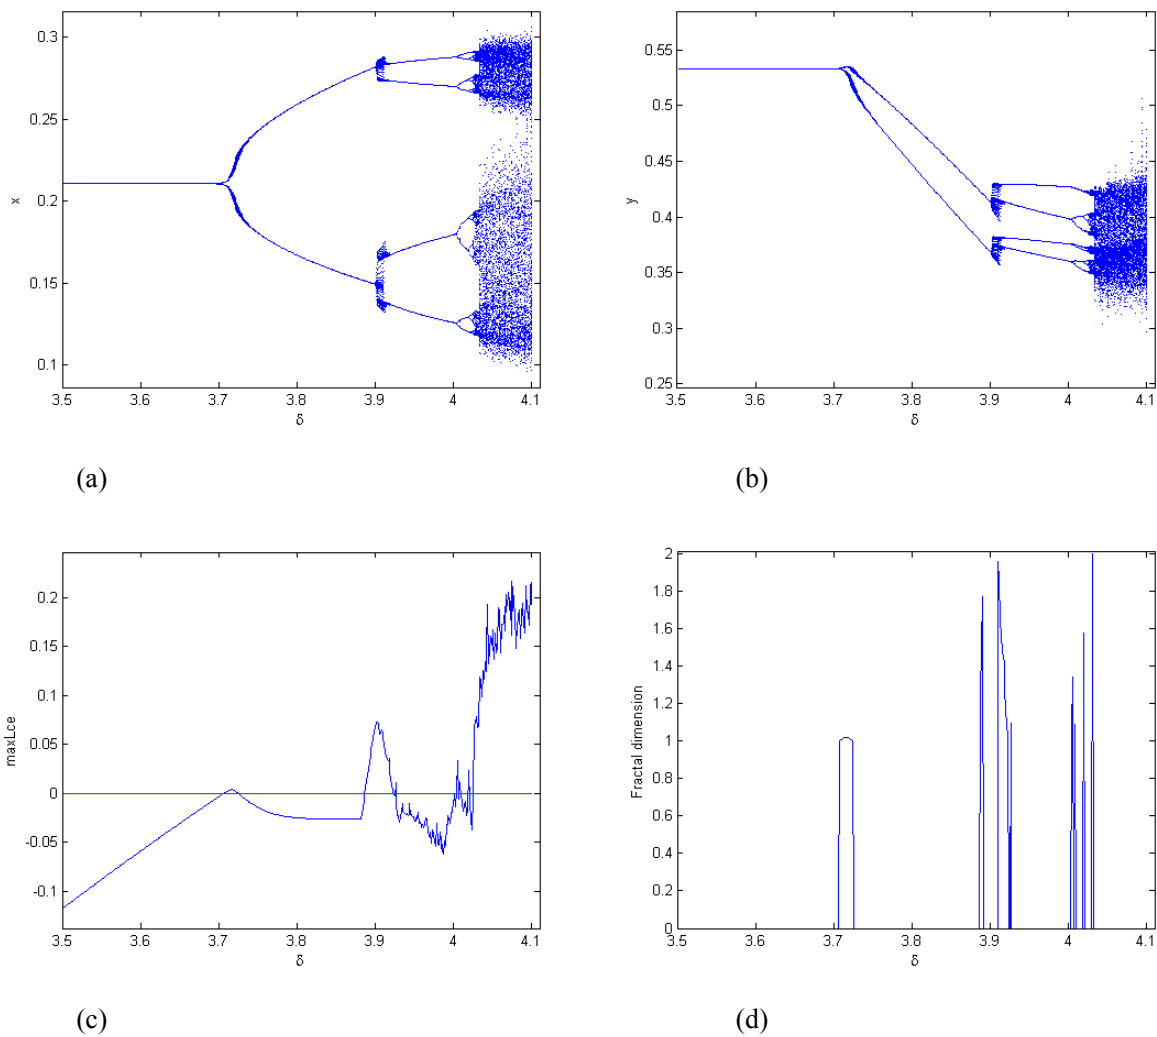 0.3
0.25
0.2
0.15
0.1
x
3.5 3.6 3.7 3.8 3.9 4 4.1
δ
(a)
0.55
0.5
0.45
0.4
0.35
0.3
0.25
y
3.5 3.6 3.7 3.8 3.9 4 4.1
δ
(b)
0.2
0.15
0.1
0.05
0
-0.05
-0.1
maxLce
3.5 3.6 3.7 3.8 3.9 4 4.1
δ
(c)
2
1.8
1.6
1.4
1.2
1
0.8
0.6
0.4
0.2
0
Fractal dimension
3.5 3.6 3.7 3.8 3.9 4 4.1
δ
(d)